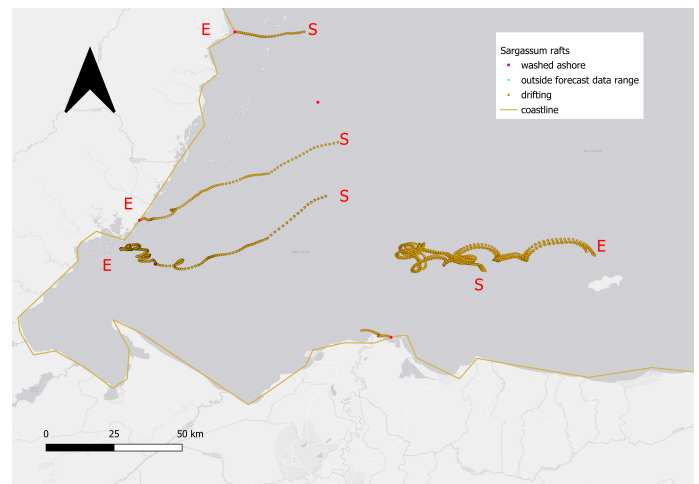 E
S
Sargassum rafts
washed ashore
outside forecast data range
drifting
coastline
S
E
S
E
E
S
0 25 50 km